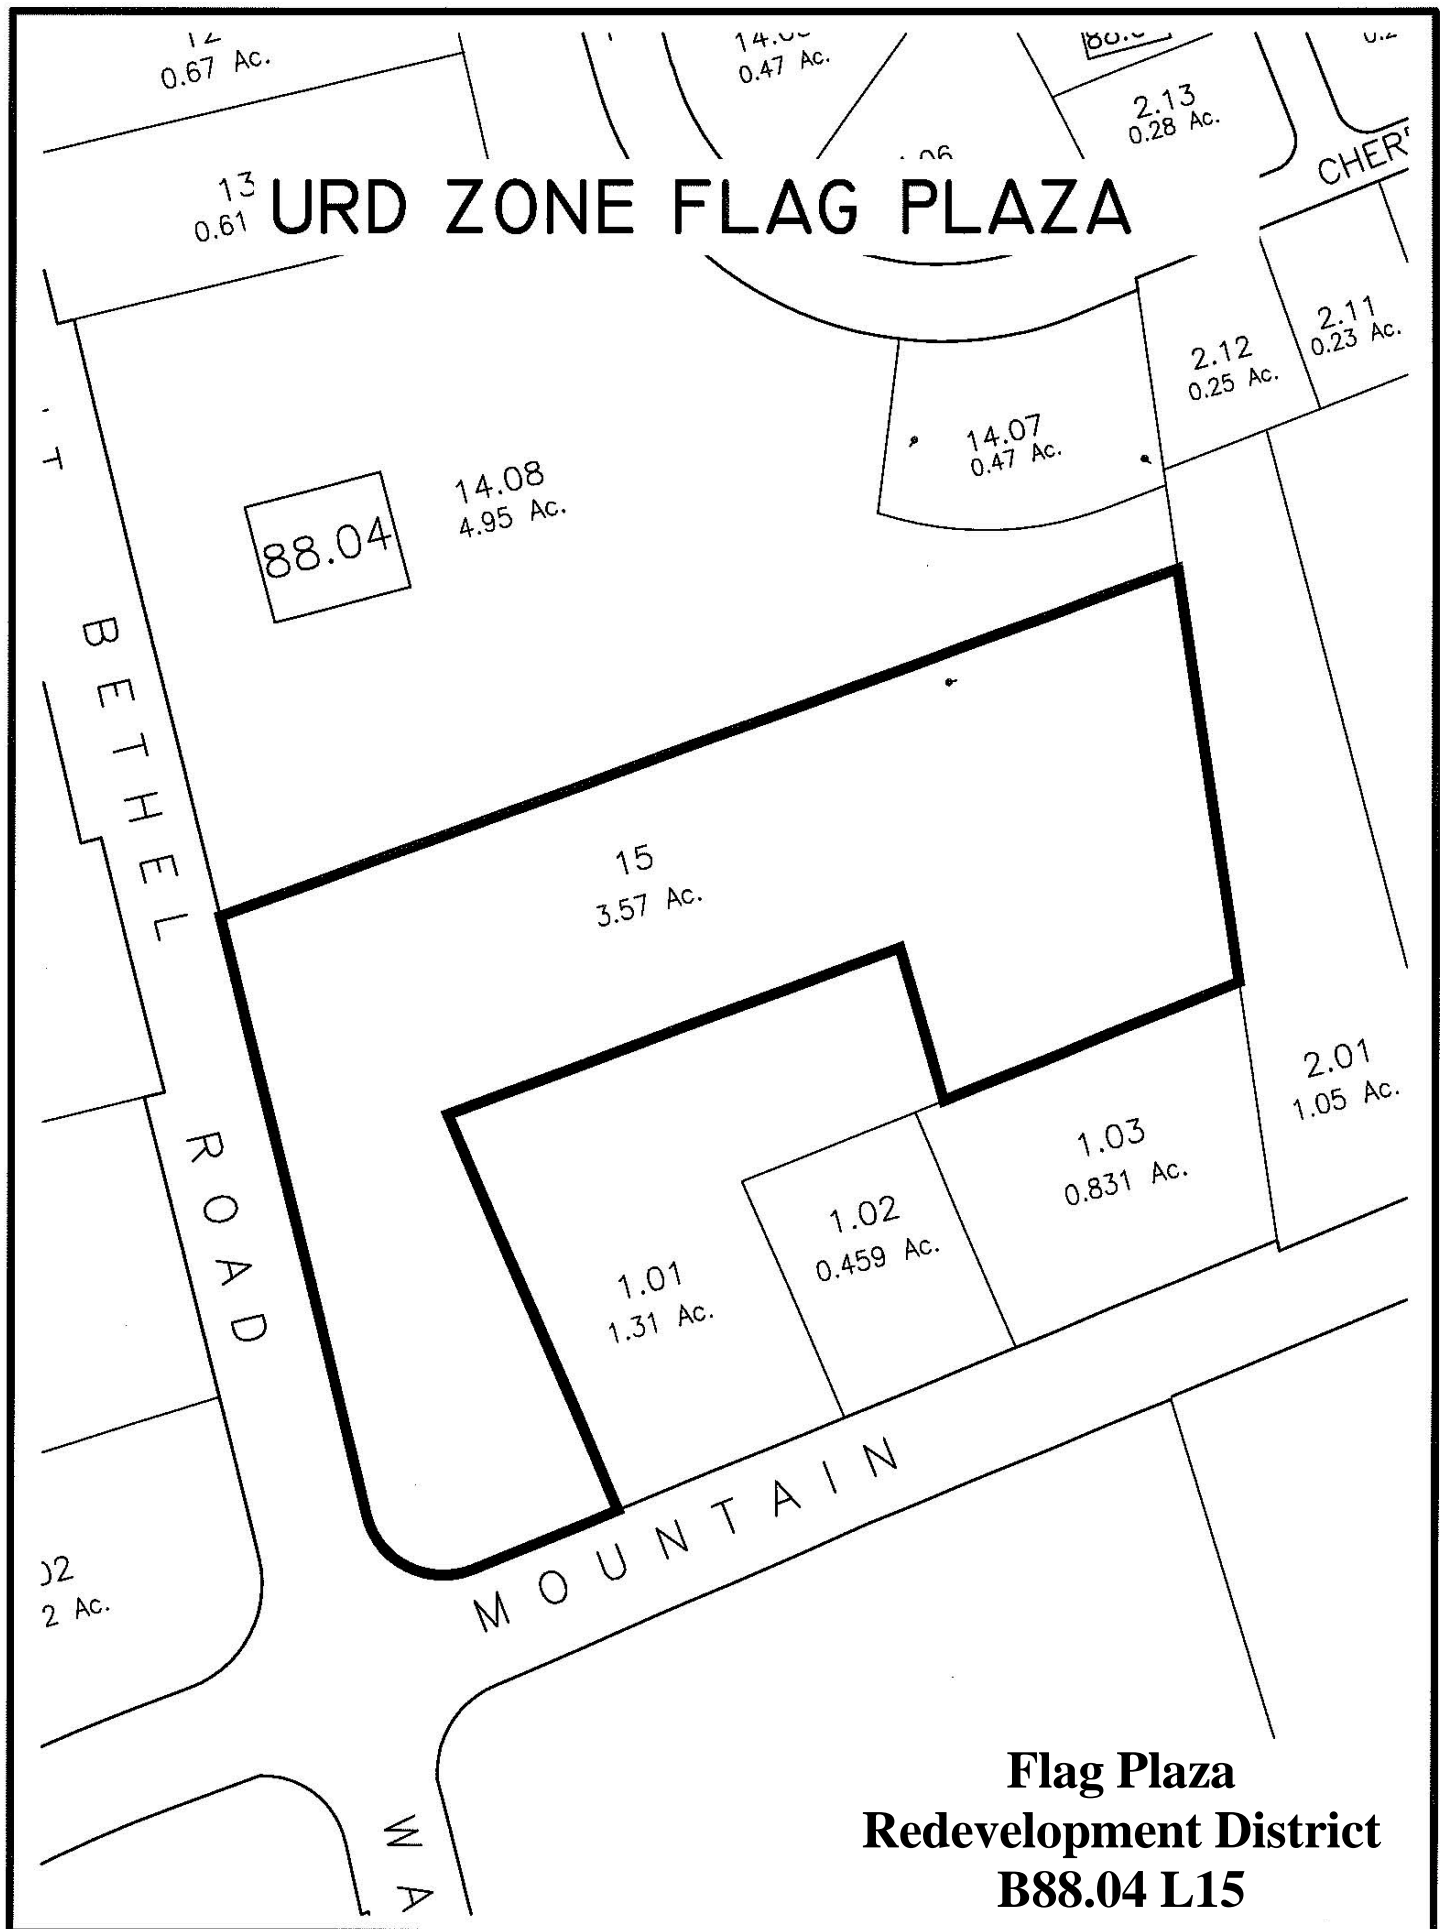 0.67 Ac.
0.47 Ac.
2.13
0.28 Ac.
13
0.61
URD ZONE FLAG PLAZA
2.11
0.23 Ac.
2.12
0.25 Ac.
14.07
0.47 Ac.
14.08
4.95 Ac.
88.04
BETHEL
ROAD
15
3.57 Ac.
2.01
1.05 Ac.
1.03
0.831 Ac.
1.02
0.459 Ac.
1.01
1.31 Ac.
MOUNTAIN
2 Ac.
WA
Flag Plaza
Redevelopment District
B88.04 L15